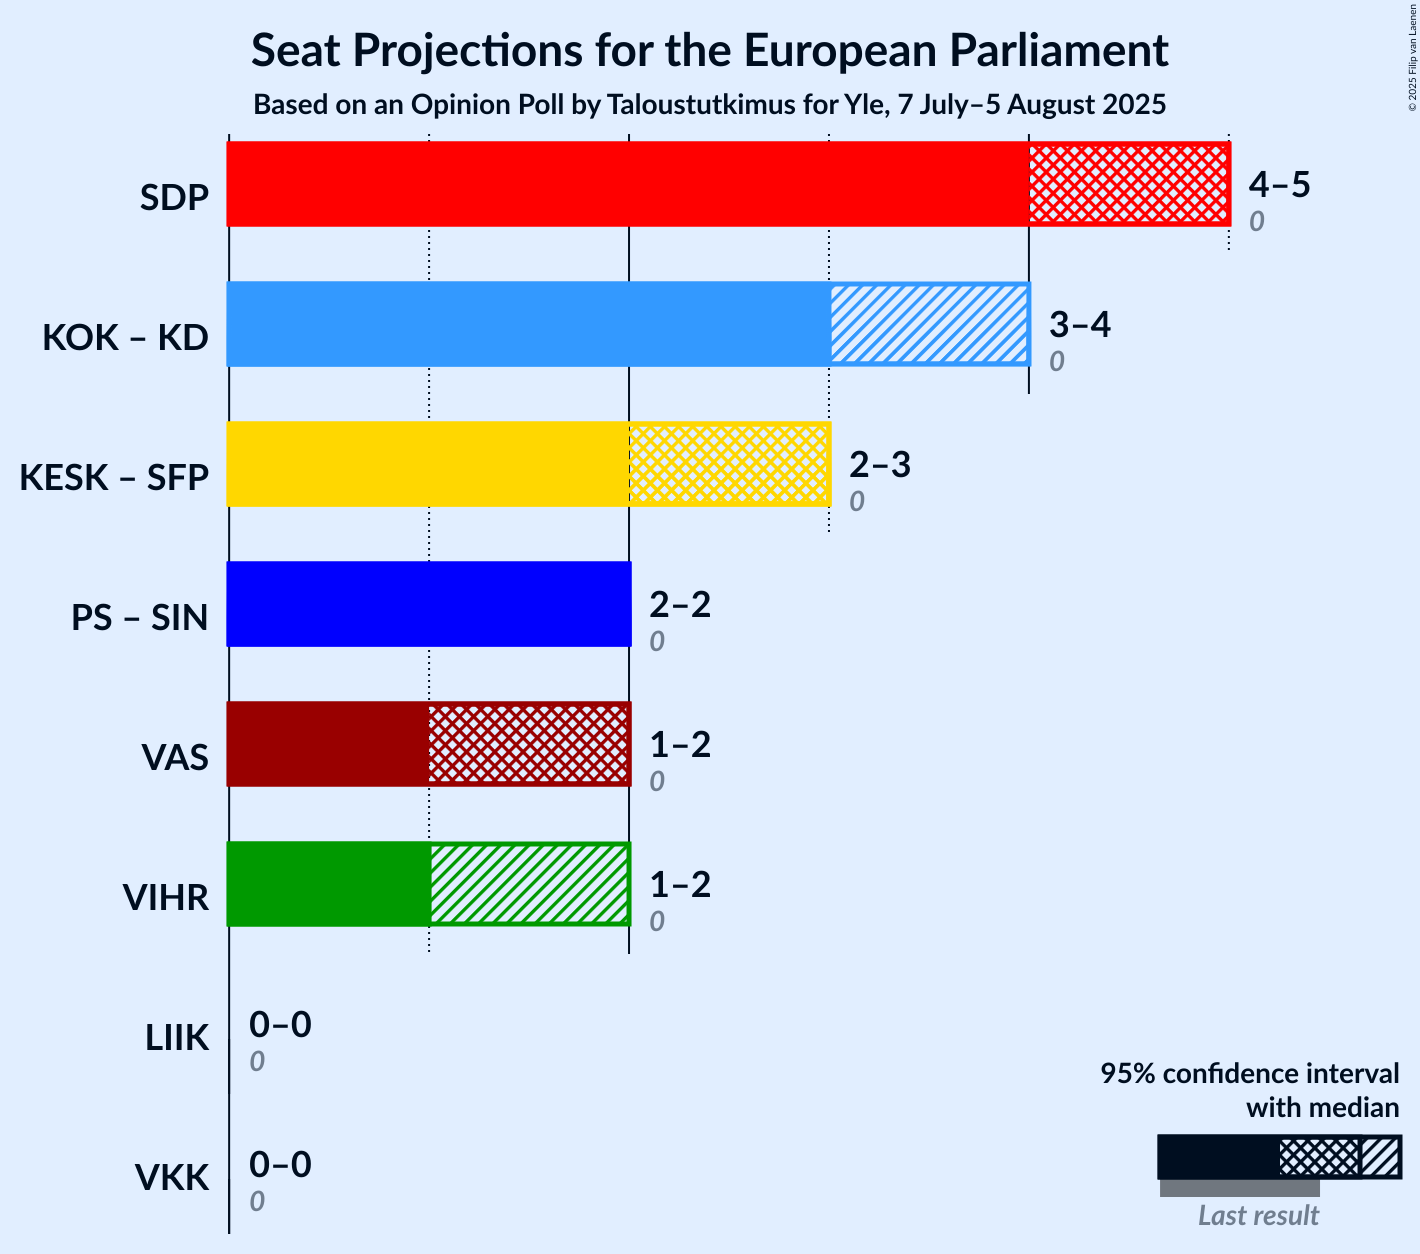 Seat Projections for the European Parliament
Based on an Opinion Poll by Taloustutkimus for Yle, 7 July–5 August 2025
© 2025 Filip van Laenen
SDP
4–5
0
KOK – KD
3–4
0
KESK – SFP
2–3
0
PS – SIN
2–2
0
VAS
1–2
0
VIHR
1–2
0
LIIK
0–0
0
VKK
0–0
0
95% confidence interval
with median
Last result